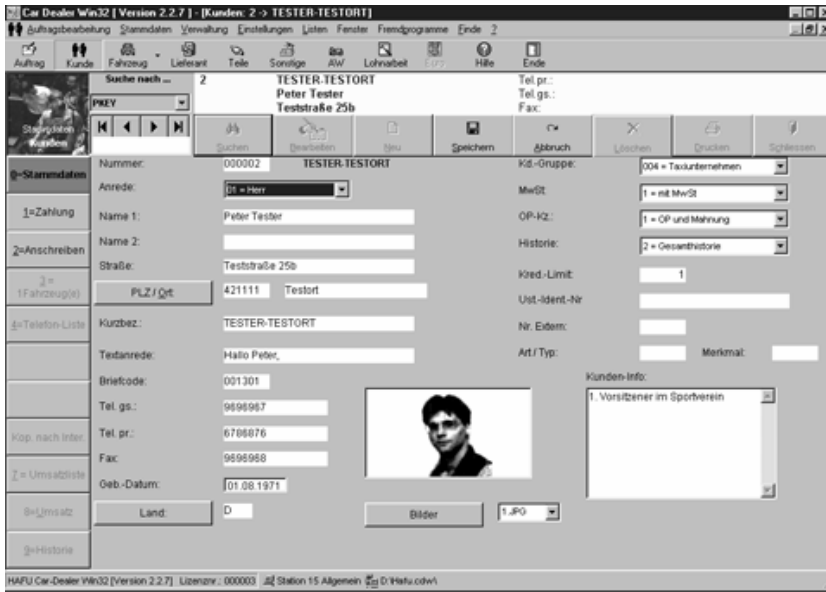 Car Dealer Win32 [ Version 2.2.7 ] - [Kunden: 2 -> TESTER-TESTORT]
Auftragsbearbeitung Stammdaten Verwaltung Einstellungen Listen Fenster Fremdprogramme Ende ?
Auftrag Kunde Fahrzeug Lieferant Teile Sonstige AW Lohnarbeit Euro Hilfe Ende
Suche nach ... 2 TESTER-TESTORT Tel.pr.:
PKEY Peter Tester Tel.gs.:
Teststraße 25b Fax:
Stammdaten
Kunden
Suchen Bearbeiten Neu Speichern Abbruch Löschen Drucken Schliessen
0=Stammdaten
1=Zahlung
2=Anschreiben
3 =
1Fahrzeug(e)
4=Telefon-Liste
Kop. nach Inter.
7 = Umsatzliste
8=Umsatz
9=Historie
Nummer: 000002 TESTER-TESTORT
Anrede: 01 = Herr
Name 1: Peter Tester
Name 2:
Straße: Teststraße 25b
PLZ / Ort: 421111 Testort
Kurzbez.: TESTER-TESTORT
Textanrede: Hallo Peter,
Briefcode: 001301
Tel. gs.: 9696967
Tel. pr.: 6786876
Fax: 9696968
Geb.-Datum: 01.08.1971
Land: D
Bilder 1.JPG
Kd.-Gruppe: 004 = Taxiunternehmen
MwSt: 1 = mit MwSt
OP-Kz.: 1 = OP und Mahnung
Historie: 2 = Gesamthistorie
Kred.-Limit: 1
Ust.-Ident.-Nr
Nr. Extern:
Art / Typ: Merkmal:
Kunden-Info:
1. Vorsitzener im Sportverein
HAFU Car-Dealer Win32 [Version 2.2.7] Lizenznr.: 000003 Station 15 Allgemein D:\Hafu.cdw\